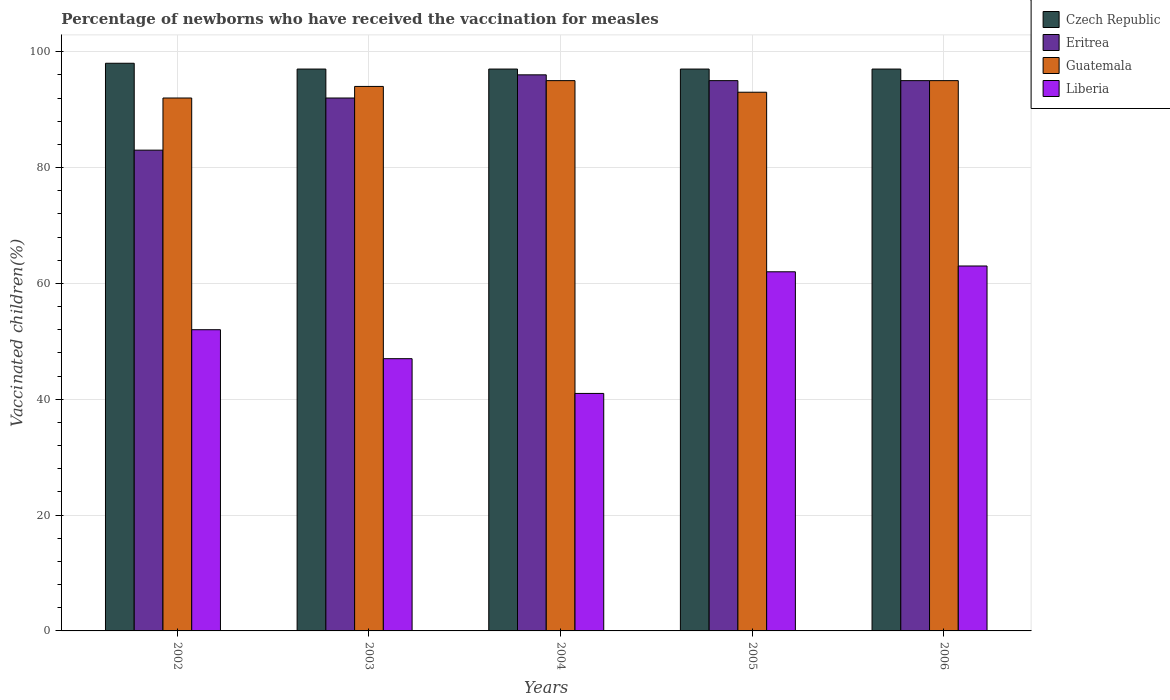 Percentage of newborns who have received the vaccination for measles
Czech Republic
Eritrea
Guatemala
Liberia
Vaccinated children(%)
100
80
60
40
20
0
2002
2003
2004
2005
2006
Years